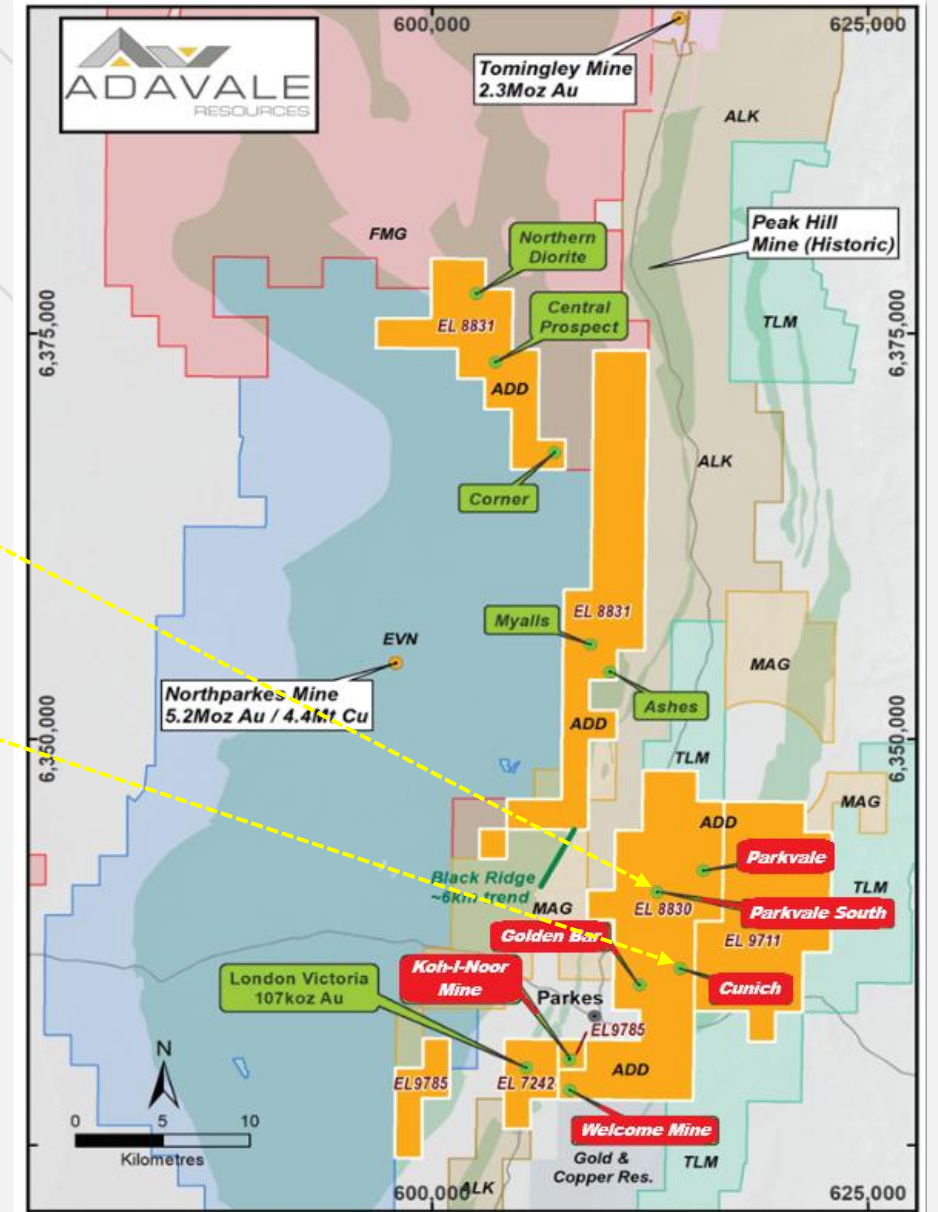 600,000
625,000
ADAVALE
RESOURCES
Tomingley Mine
2.3Moz Au
ALK
FMG
Northern
Diorite
Peak Hill
Mine (Historic)
6,375,000
EL 8831
Central
Prospect
TLM
6,375,000
ADD
ALK
Corner
EL 8831
Myalls
EVN
MAG
Northparkes Mine
5.2Moz Au / 4.4Mt Cu
Ashes
6,350,000
ADD
6,350,000
TLM
MAG
ADD
Parkvale
Black Ridge
~6km trend
TLM
MAG
EL 8830
Parkvale South
Golden Bar
EL 9711
Koh-I-Noor
Mine
London Victoria
107koz Au
Cunich
Parkes
EL9785
N
EL9785
EL 7242
ADD
0 5 10
Kilometres
Welcome Mine
Gold &
Copper Res.
TLM
ALK
600,000
625,000